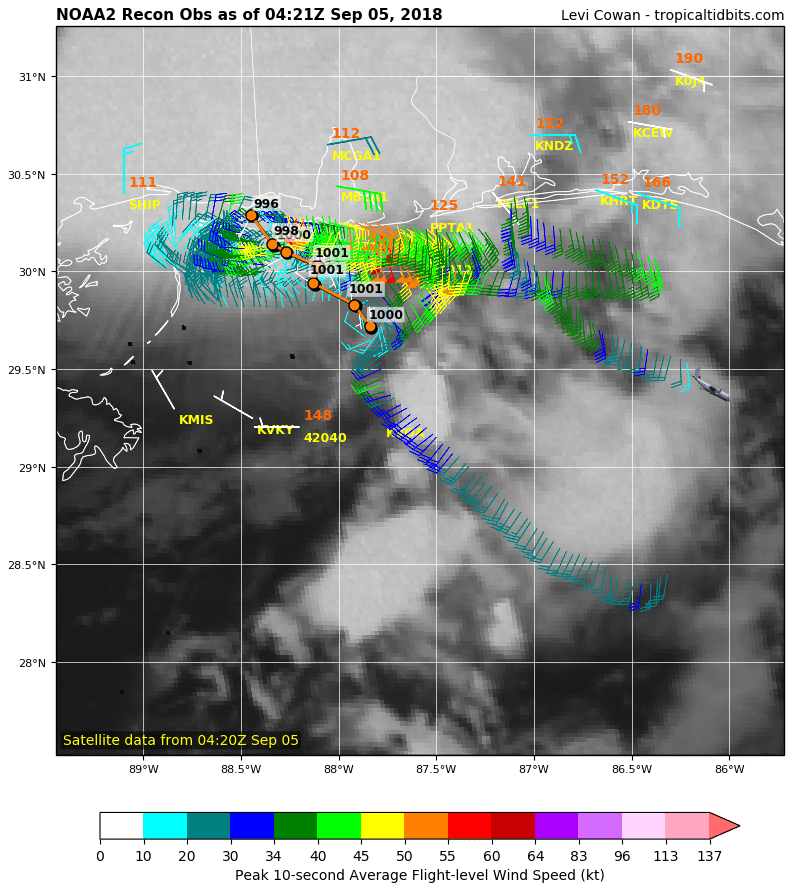 NOAA2 Recon Obs as of 04:21Z Sep 05, 2018
Levi Cowan - tropicaltidbits.com
31°N
30.5°N
30°N
29.5°N
29°N
28.5°N
28°N
190
180
KCEW
152
KNDZ
112
MCGA1
108
111
SHIP
125
PPTA1
141
152
166
KDTS
996
998
1001
1001
1001
1000
KMIS
KVKY
148
42040
Satellite data from 04:20Z Sep 05
89°W
88.5°W
88°W
87.5°W
87°W
86.5°W
86°W
0
10
20
30
34
40
45
50
55
60
64
83
96
113
137
Peak 10-second Average Flight-level Wind Speed (kt)